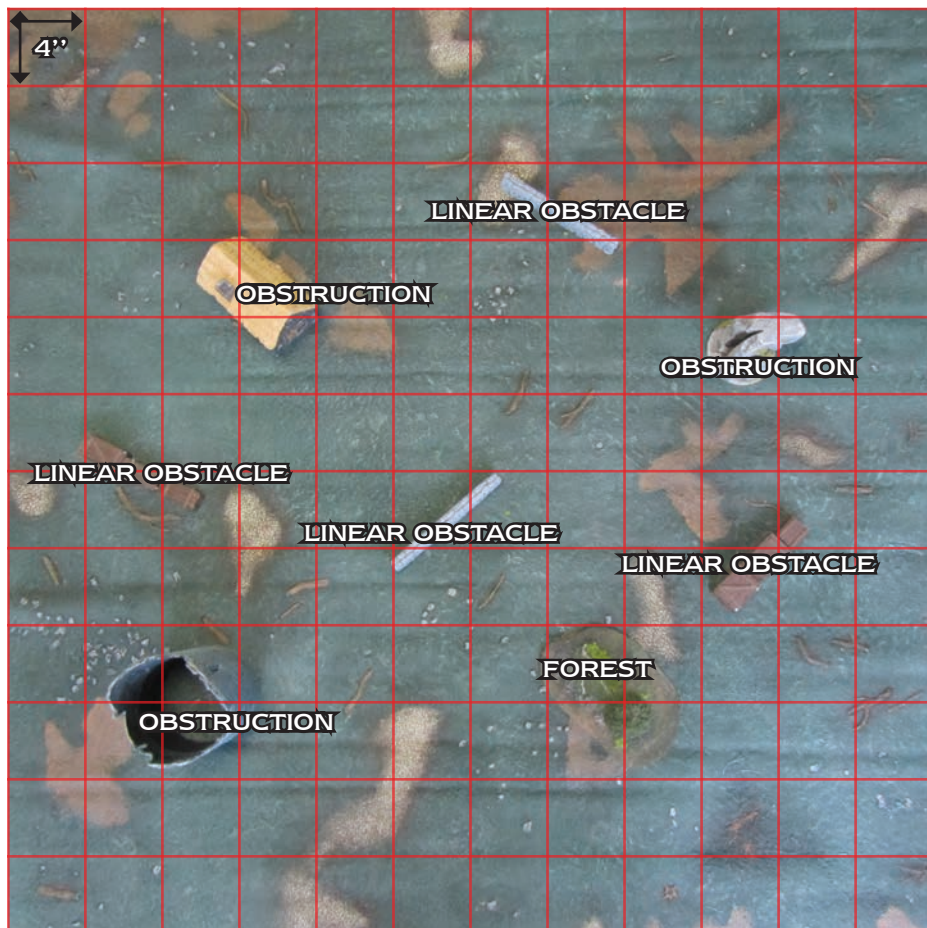 4”
LINEAR OBSTACLE
OBSTRUCTION
OBSTRUCTION
LINEAR OBSTACLE
LINEAR OBSTACLE
LINEAR OBSTACLE
FOREST
OBSTRUCTION